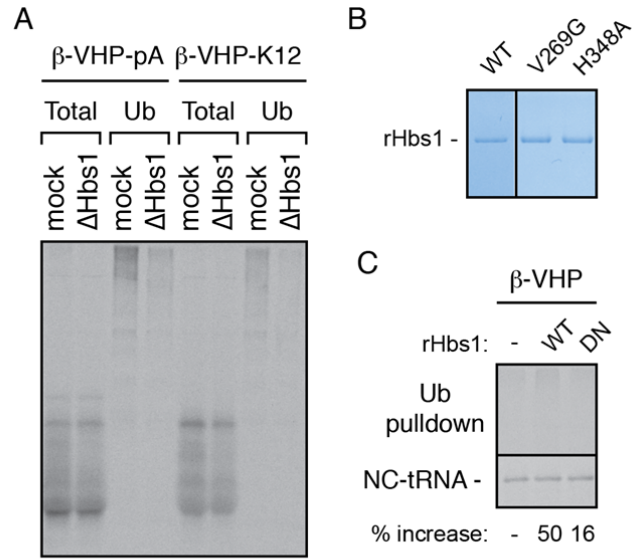 A
β-VHP-pA β-VHP-K12
Total Ub Total Ub
mock ΔHbs1 mock ΔHbs1 mock ΔHbs1 mock ΔHbs1
B
WT V269G H348A
rHbs1 -
C
β-VHP
rHbs1: - WT DN
Ub
pulldown
NC-tRNA -
% increase: - 50 16